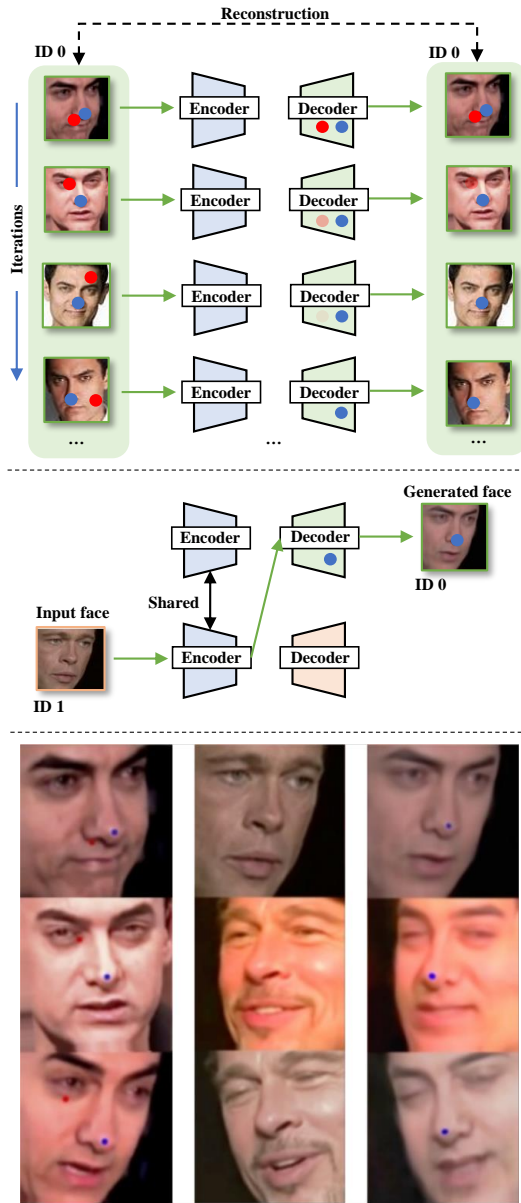 Reconstruction
ID 0
ID 0
Iterations
Encoder
Decoder
Encoder
Decoder
Encoder
Decoder
Encoder
Decoder
...
...
...
Generated face
Encoder
Decoder
ID 0
Shared
Input face
Encoder
Decoder
ID 1